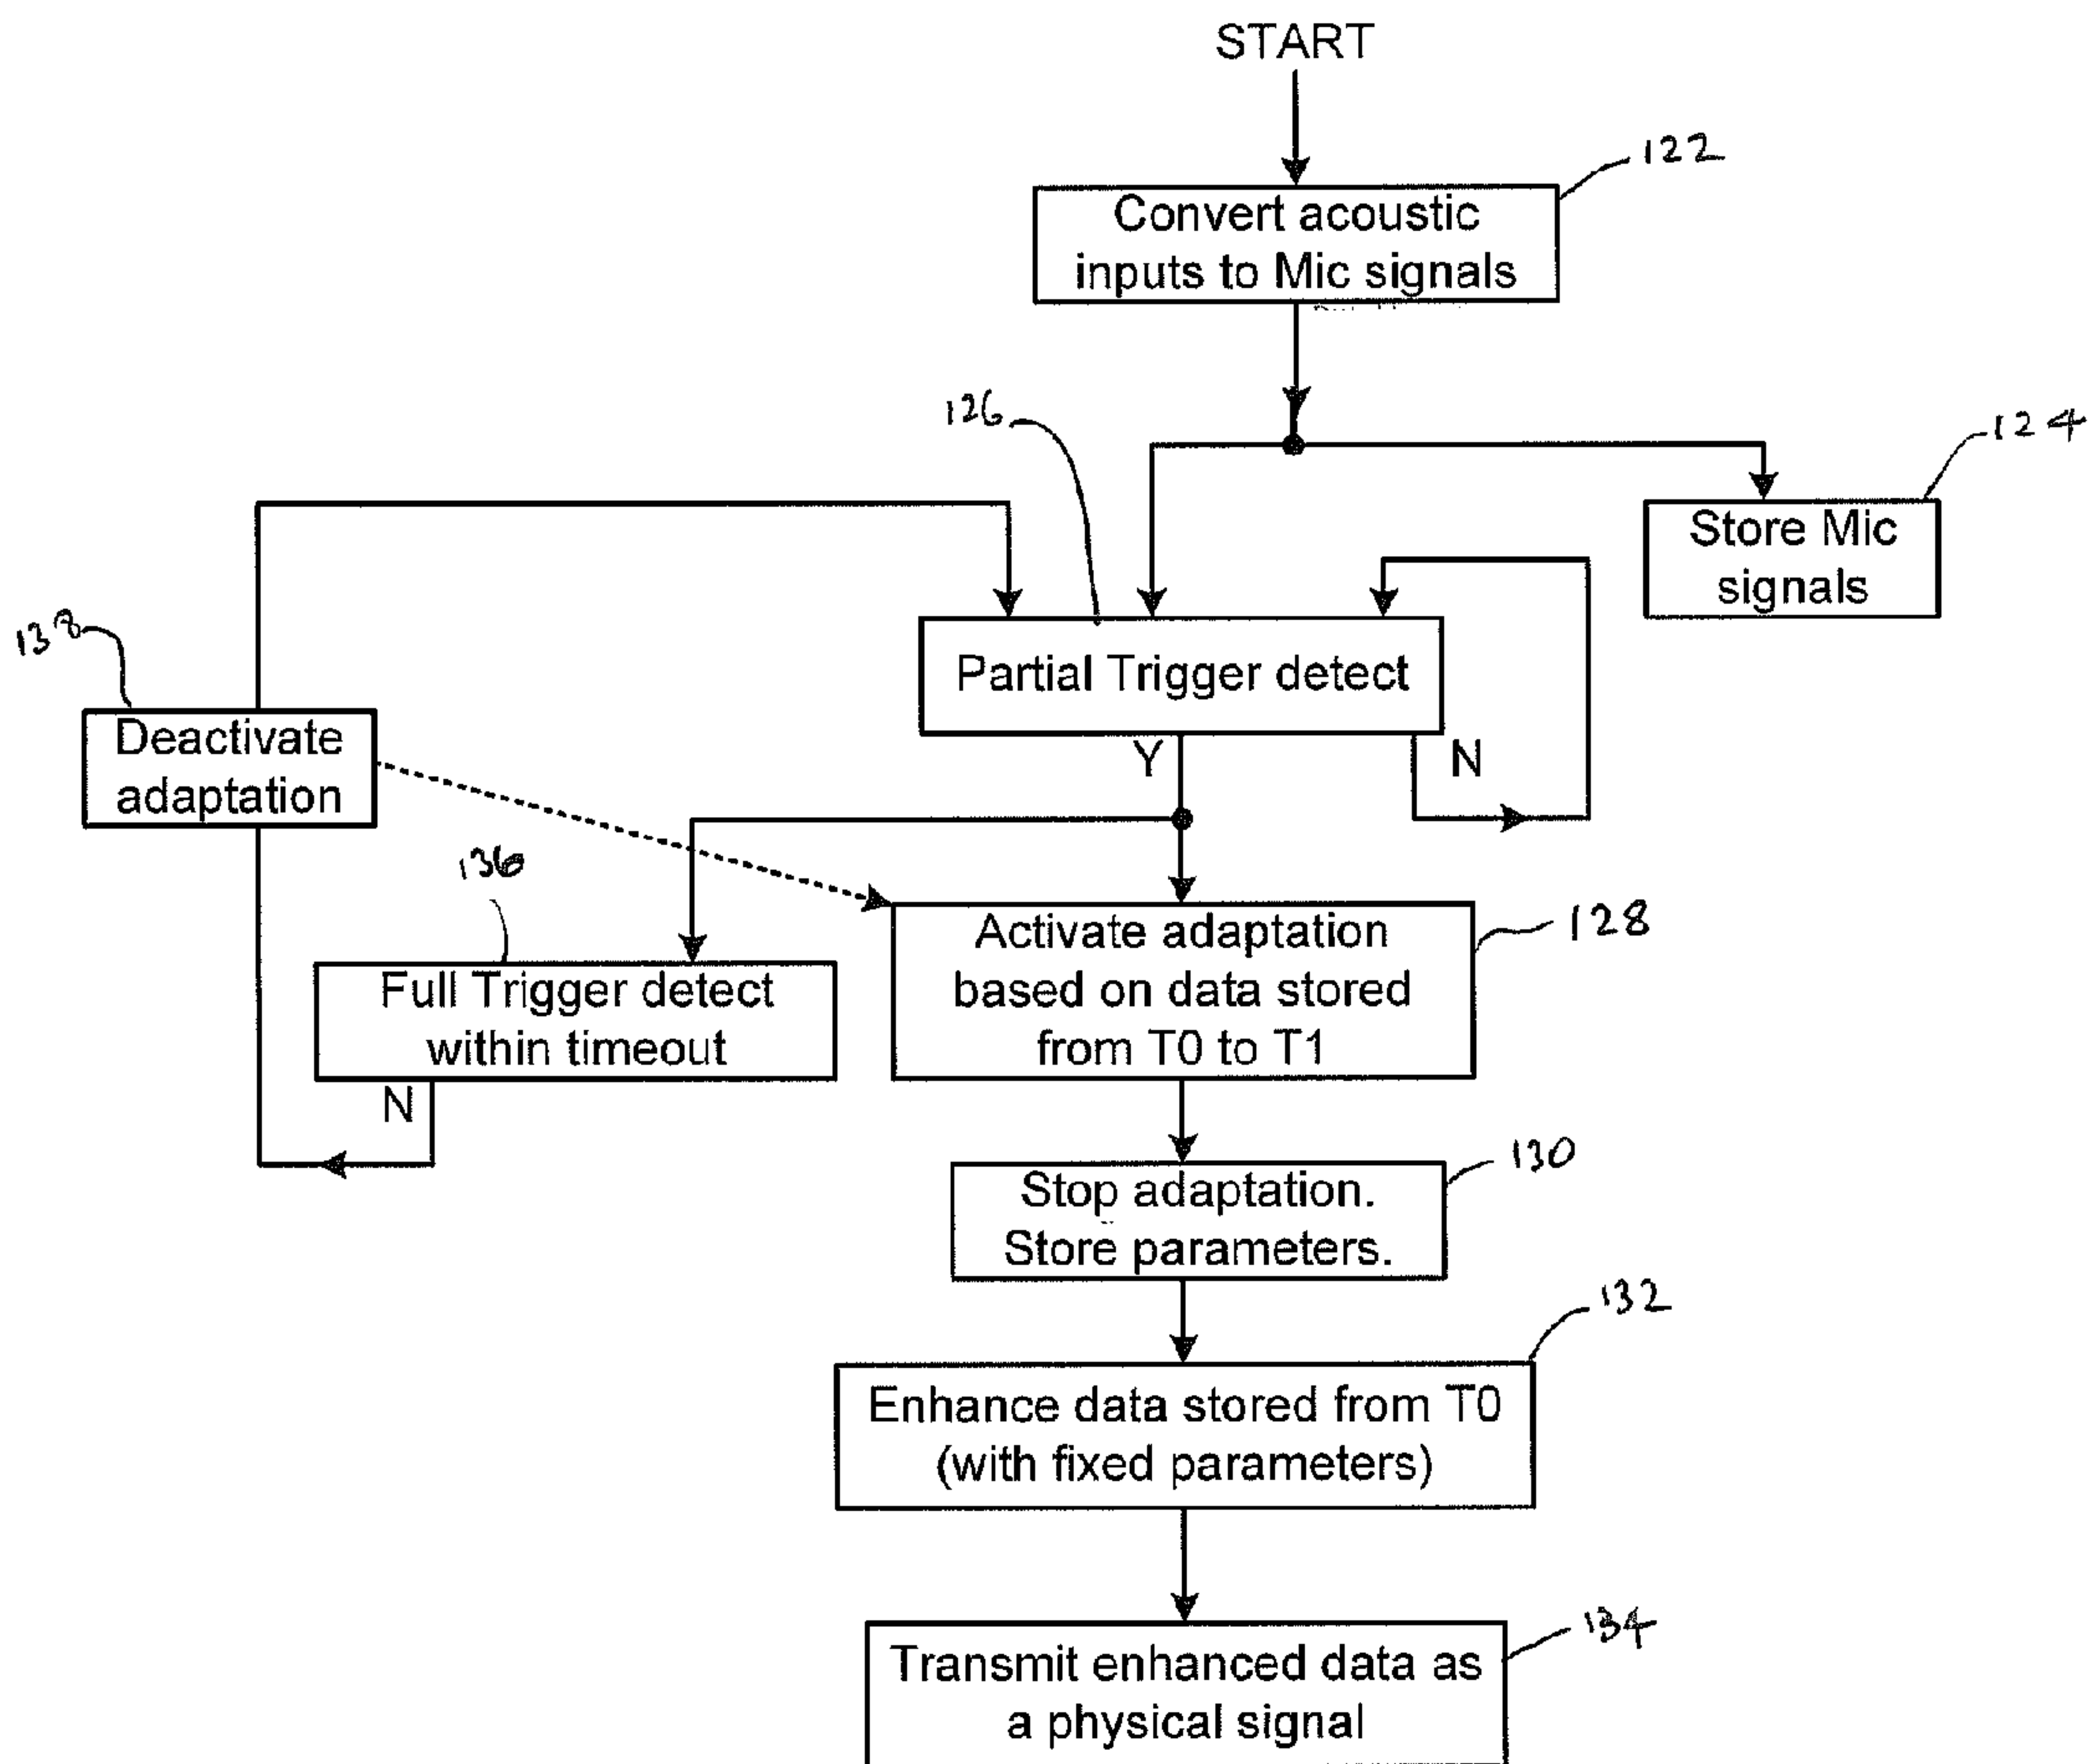 START
122
Convert acoustic
inputs to Mic signals
126
124
Store Mic
signals
Partial Trigger detect
138
Deactivate
adaptation
Y
N
136
128
Activate adaptation
based on data stored
from T0 to T1
Full Trigger detect
within timeout
N
130
Stop adaptation.
Store parameters.
132
Enhance data stored from T0
(with fixed parameters)
134
Transmit enhanced data as
a physical signal